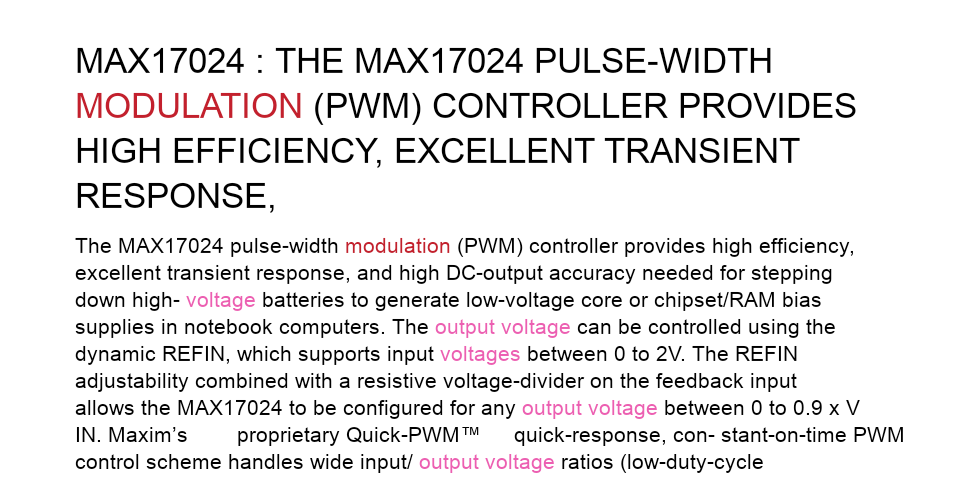 MAX17024 : THE MAX17024 PULSE-WIDTH
MODULATION (PWM) CONTROLLER PROVIDES
HIGH EFFICIENCY, EXCELLENT TRANSIENT
RESPONSE,
The MAX17024 pulse-width modulation (PWM) controller provides high efficiency,
excellent transient response, and high DC-output accuracy needed for stepping
down high- voltage batteries to generate low-voltage core or chipset/RAM bias
supplies in notebook computers. The output voltage can be controlled using the
dynamic REFIN, which supports input voltages between 0 to 2V. The REFIN
adjustability combined with a resistive voltage-divider on the feedback input
allows the MAX17024 to be configured for any output voltage between 0 to 0.9 x V
IN. Maxim’s proprietary Quick-PWM™ quick-response, con- stant-on-time PWM
control scheme handles wide input/ output voltage ratios (low-duty-cycle